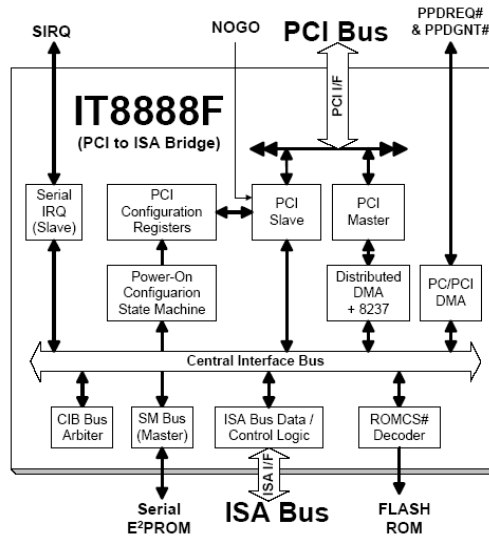 SIRQ
NOGO
PCI Bus
PPDREQ#
& PPDGNT#
PCI I/F
IT8888F
(PCI to ISA Bridge)
Serial
IRQ
(Slave)
PCI
Configuration
Registers
PCI
Slave
PCI
Master
Power-On
Configuarion
State Machine
Distributed
DMA
+ 8237
PC/PCI
DMA
Central Interface Bus
CIB Bus
Arbiter
SM Bus
(Master)
ISA Bus Data /
Control Logic
ROMCS#
Decoder
ISA I/F
Serial
E²PROM
ISA Bus
FLASH
ROM